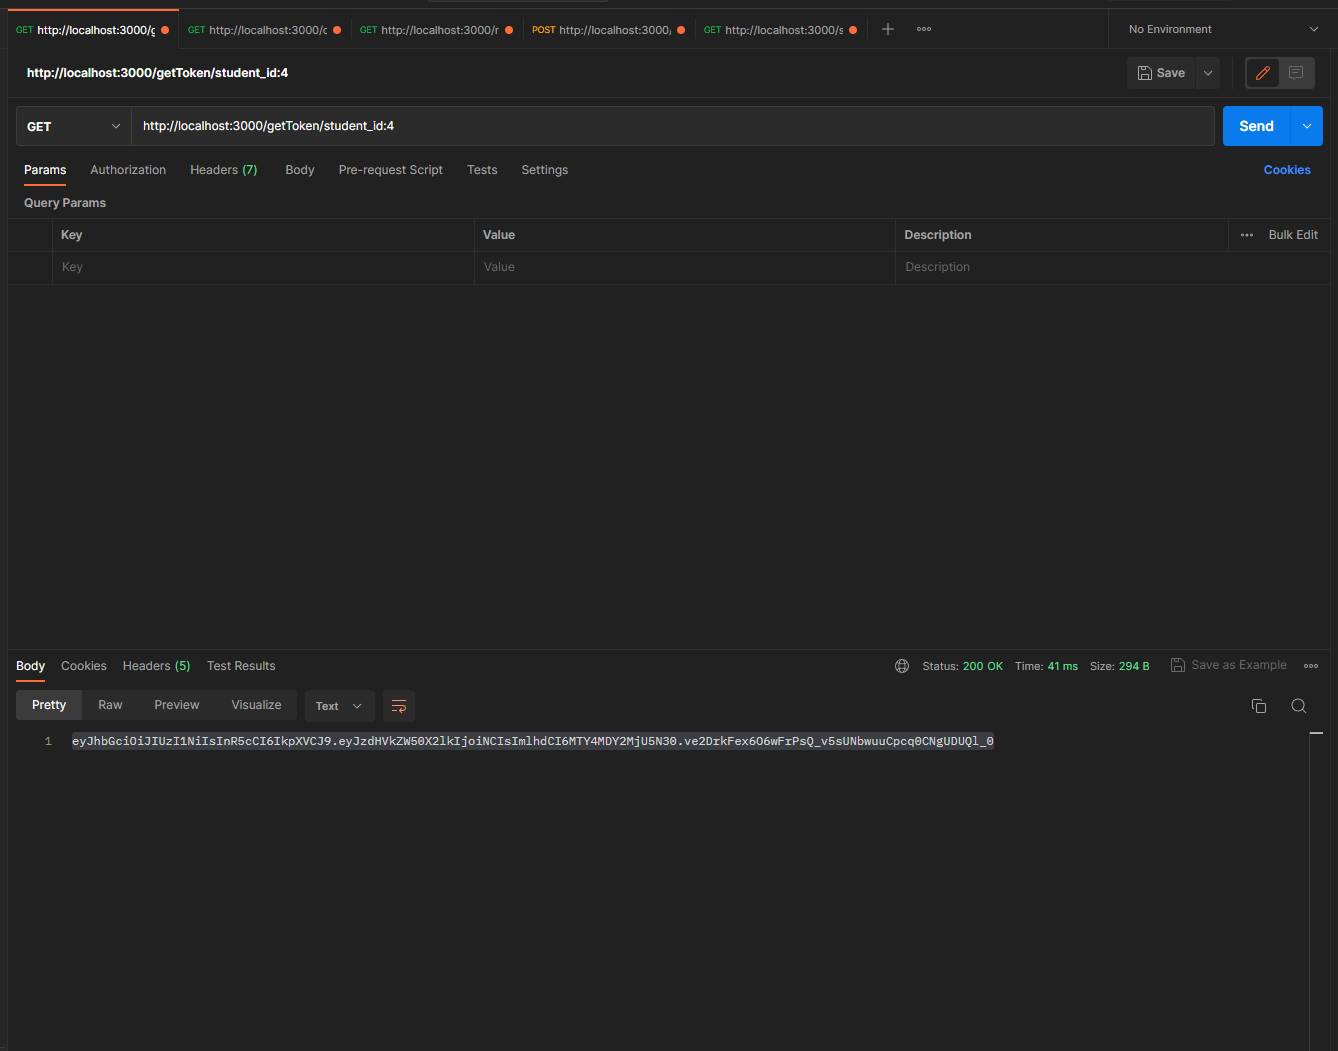 GET http://localhost:3000/g GET http://localhost:3000/c GET http://localhost:3000/r POST http://localhost:3000/ GET http://localhost:3000/s No Environment
http://localhost:3000/getToken/student_id:4 Save
GET http://localhost:3000/getToken/student_id:4 Send
Params Authorization Headers (7) Body Pre-request Script Tests Settings Cookies
Query Params
Key Value Description Bulk Edit
Key Value Description
Body Cookies Headers (5) Test Results Status: 200 OK Time: 41 ms Size: 294 B Save as Example
Pretty Raw Preview Visualize Text
1 eyJhbGciOiJIUzI1NiIsInR5cCI6IkpXVCJ9.eyJzdHVkZW50X2lkIjoiNCIsImlhdCI6MTY4MDY2MjU5N30.ve2DrkFex6O6wFrPsQ_v5sUNbwuuCpcq0CNgUDUQl_0